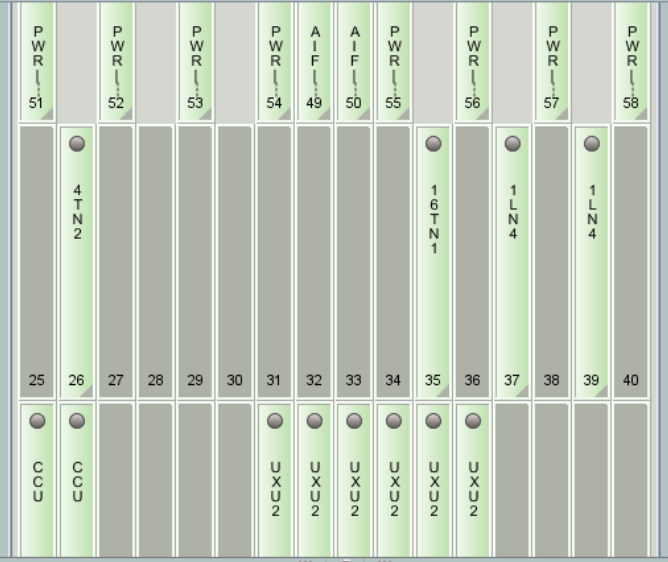 PWR PWR PWR PWR AIF AIF PWR PWR PWR PWR
51 52 53 54 49 50 55 56 57 58
4TN2 16TN1 1LN4 1LN4
25 26 27 28 29 30 31 32 33 34 35 36 37 38 39 40
CCU CCU UXU2 UXU2 UXU2 UXU2 UXU2 UXU2